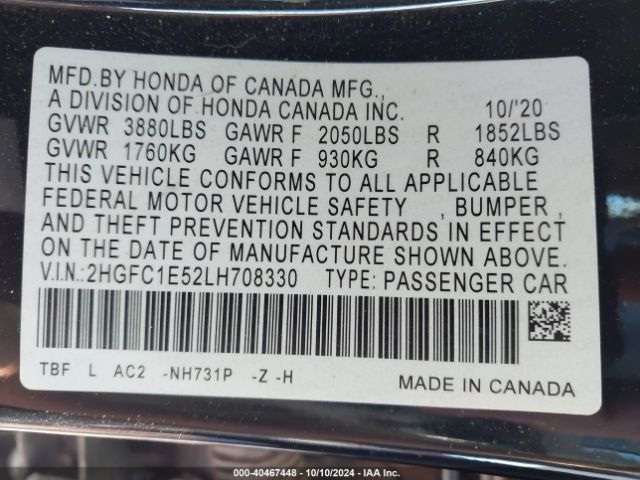 MFD.BY HONDA OF CANADA MFG.,
A DIVISION OF HONDA CANADA INC. 10/'20
GVWR 3880LBS GAWR F 2050LBS R 1852LBS
GVWR 1760KG GAWR F 930KG R 840KG
THIS VEHICLE CONFORMS TO ALL APPLICABLE
FEDERAL MOTOR VEHICLE SAFETY , BUMPER ,
AND THEFT PREVENTION STANDARDS IN EFFECT
ON THE DATE OF MANUFACTURE SHOWN ABOVE.
V.I.N.:2HGFC1E52LH708330 TYPE: PASSENGER CAR
TBF L AC2 -NH731P -Z -H
MADE IN CANADA
000-40467448 - 10/10/2024 - IAA Inc.